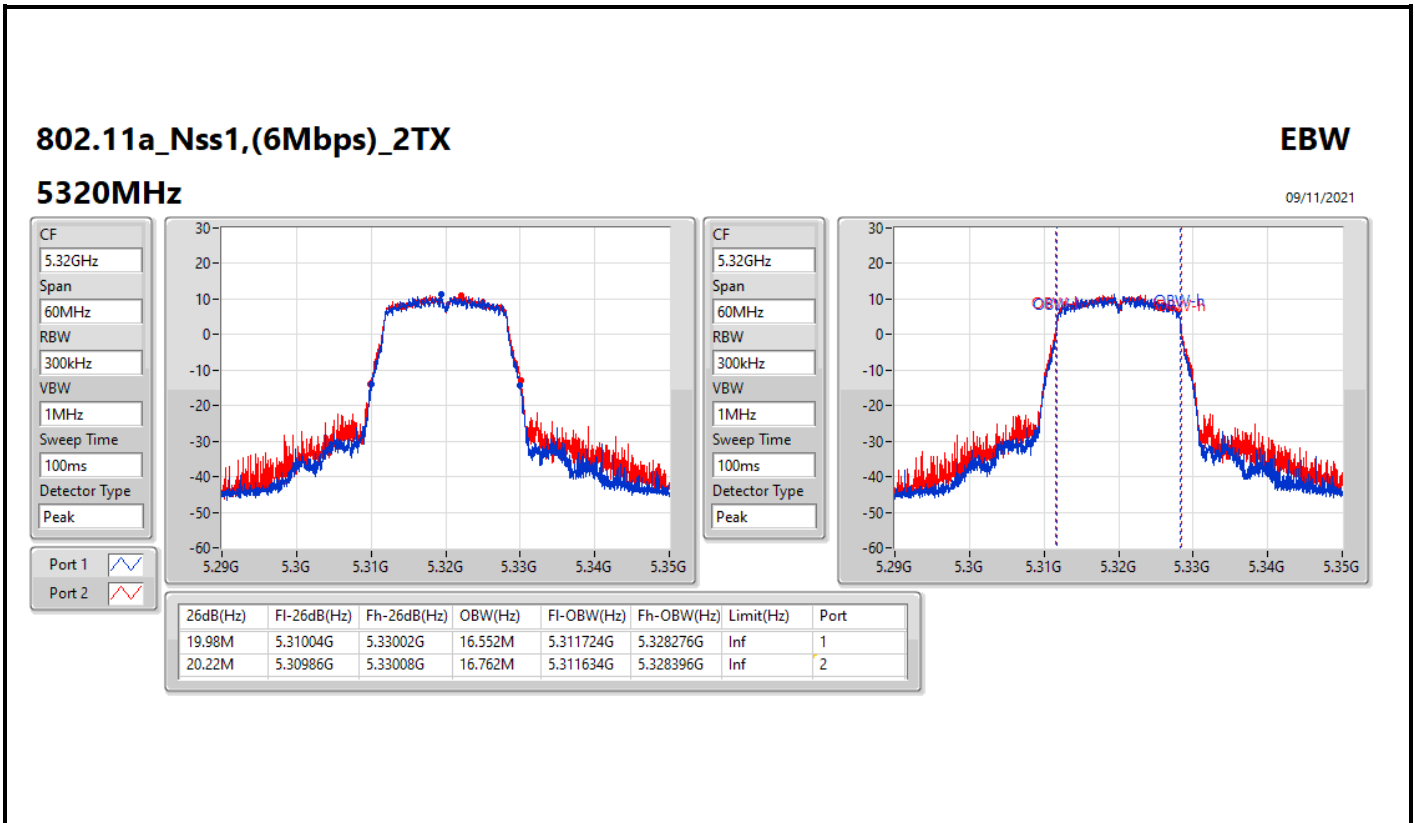 802.11a_Nss1,(6Mbps)_2TX
EBW
5320MHz
09/11/2021
CF
5.32GHz
Span
60MHz
RBW
300kHz
VBW
1MHz
Sweep Time
100ms
Detector Type
Peak
Port 1
Port 2
30
20
10
0
-10
-20
-30
-40
-50
-60
5.29G 5.3G 5.31G 5.32G 5.33G 5.34G 5.35G
CF
5.32GHz
Span
60MHz
RBW
300kHz
VBW
1MHz
Sweep Time
100ms
Detector Type
Peak
30
20
10
0
-10
-20
-30
-40
-50
-60
OBW-h
5.29G 5.3G 5.31G 5.32G 5.33G 5.34G 5.35G
26dB(Hz) Fl-26dB(Hz) Fh-26dB(Hz) OBW(Hz) Fl-OBW(Hz) Fh-OBW(Hz) Limit(Hz) Port
19.98M 5.31004G 5.33002G 16.552M 5.311724G 5.328276G Inf 1
20.22M 5.30986G 5.33008G 16.762M 5.311634G 5.328396G Inf 2